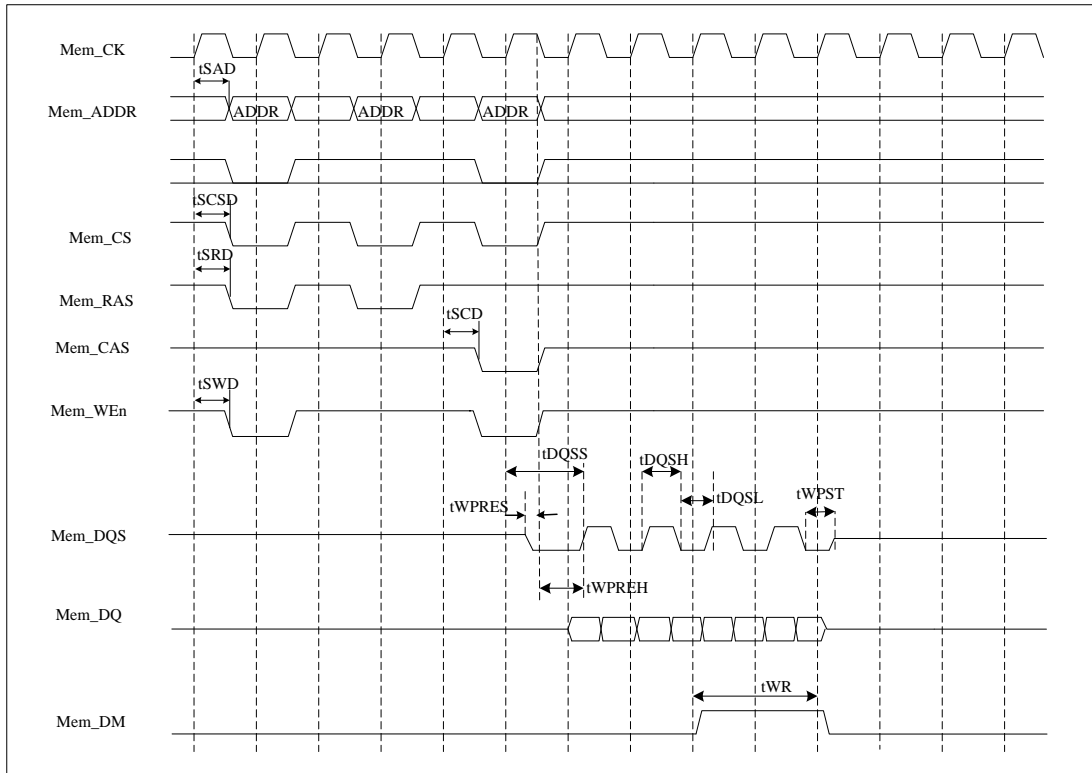 Mem_CK
tSAD
Mem_ADDR
ADDR ADDR ADDR
tSCSD
Mem_CS
tSRD
Mem_RAS
tSCD
Mem_CAS
tSWD
Mem_WEn
tDQSS tDQSH
tDQSL tWPST
tWPRES
Mem_DQS
tWPREH
Mem_DQ
tWR
Mem_DM